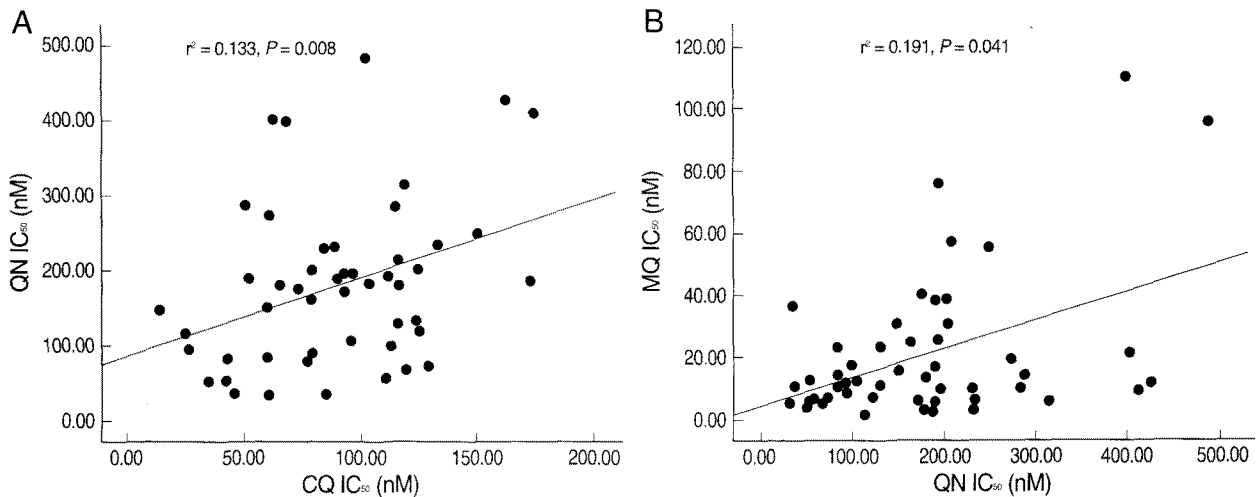 A
r² = 0.133, P = 0.008
500.00
400.00
300.00
200.00
100.00
0.00
QN IC₅₀ (nM)
0.00 50.00 100.00 150.00 200.00
CQ IC₅₀ (nM)
B
r² = 0.191, P = 0.041
120.00
100.00
80.00
60.00
40.00
20.00
0.00
MQ IC₅₀ (nM)
0.00 100.00 200.00 300.00 400.00 500.00
QN IC₅₀ (nM)